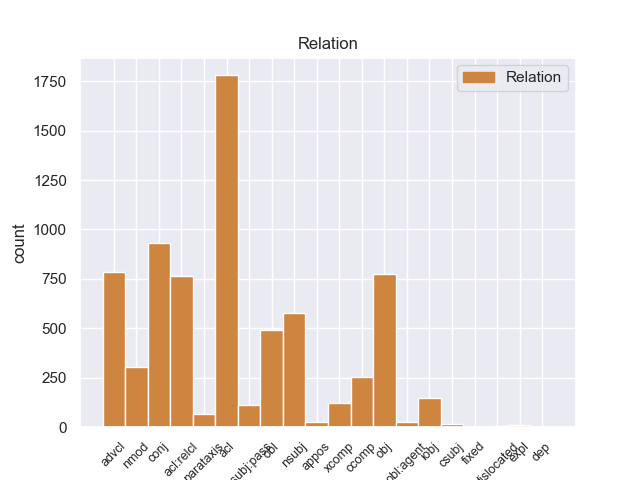 Relation
Relation
count
1750
1500
1250
1000
750
500
250
0
advcl
nmod
conj
acl:relcl
parataxis
acl
subj:pass
obl
nsubj
appos
xcomp
ccomp
obj
obl:agent
iobj
csubj
fixed
dislocated
expl
dep